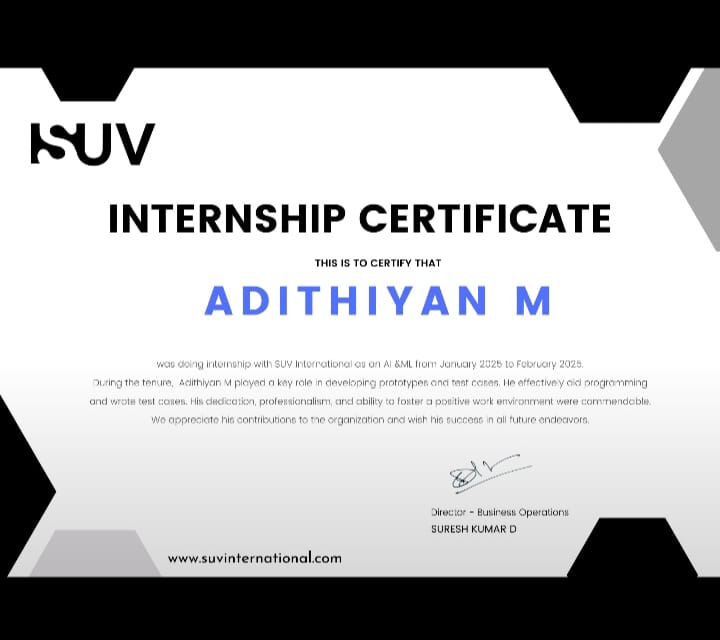 SUV
INTERNSHIP CERTIFICATE
THIS IS TO CERTIFY THAT
ADITHIYAN M
was doing internship with SUV International as an AI &ML from January 2025 to February 2025.
During the tenure, Adithiyan M played a key role in developing prototypes and test cases. He effectively did programming
and wrote test cases. His dedication, professionalism, and ability to foster a positive work environment were commendable.
We appreciate his contributions to the organization and wish his success in all future endeavors.
Director - Business Operations
SURESH KUMAR D
www.suvinternational.com